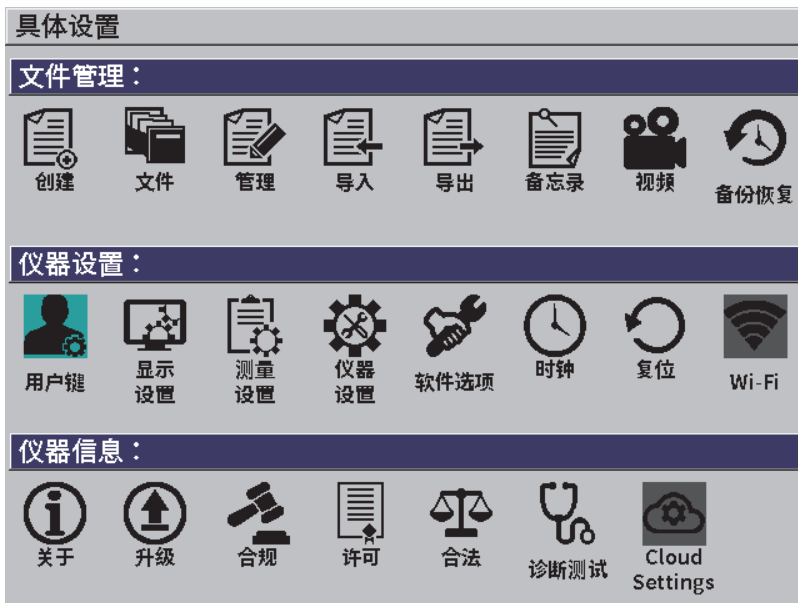 具体设置
文件管理：
创建
文件
管理
导入
导出
备忘录
视频
备份恢复
仪器设置：
用户键
显示
设置
测量
设置
仪器
设置
软件选项
时钟
复位
Wi-Fi
仪器信息：
关于
升级
合规
许可
合法
诊断测试
Cloud
Settings